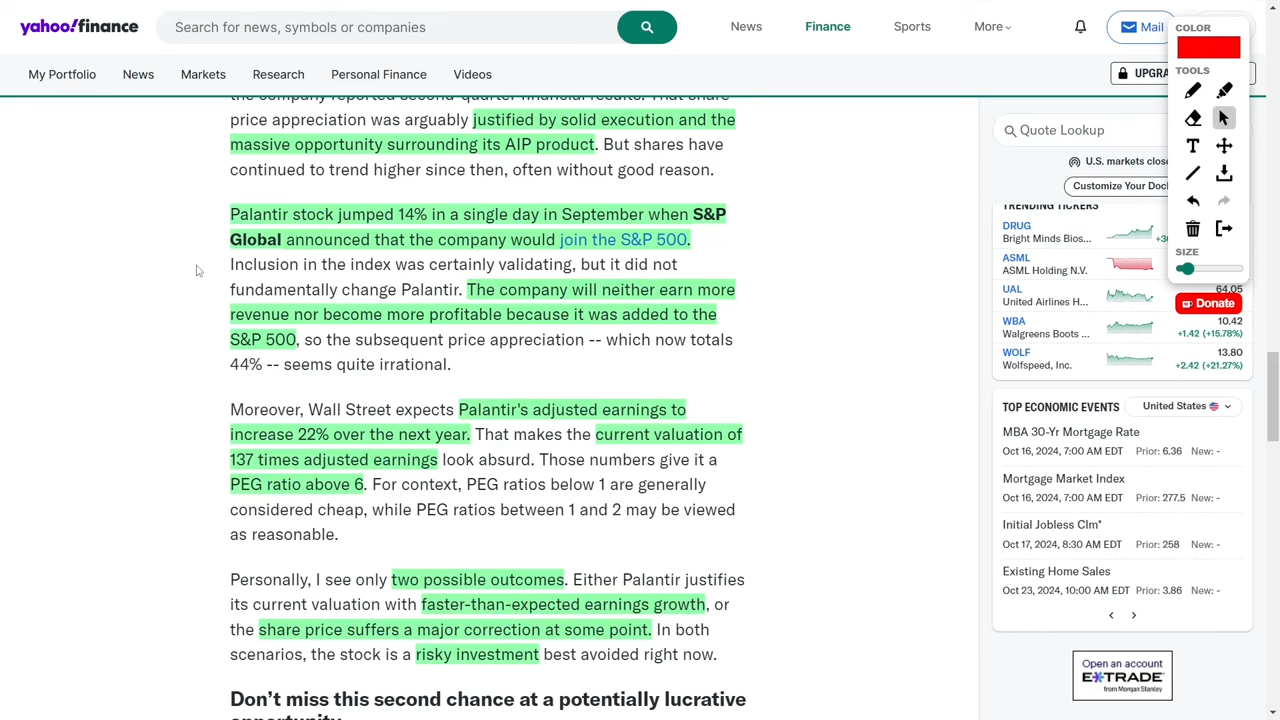 yahoo!finance
Search for news, symbols or companies
News
Finance
Sports
More
Mail
My Portfolio
News
Markets
Research
Personal Finance
Videos
price appreciation was arguably justified by solid execution and the
massive opportunity surrounding its AIP product. But shares have
continued to trend higher since then, often without good reason.
Palantir stock jumped 14% in a single day in September when S&P
Global announced that the company would join the S&P 500.
Inclusion in the index was certainly validating, but it did not
fundamentally change Palantir. The company will neither earn more
revenue nor become more profitable because it was added to the
S&P 500, so the subsequent price appreciation -- which now totals
44% -- seems quite irrational.
Moreover, Wall Street expects Palantir's adjusted earnings to
increase 22% over the next year. That makes the current valuation of
137 times adjusted earnings look absurd. Those numbers give it a
PEG ratio above 6. For context, PEG ratios below 1 are generally
considered cheap, while PEG ratios between 1 and 2 may be viewed
as reasonable.
Personally, I see only two possible outcomes. Either Palantir justifies
its current valuation with faster-than-expected earnings growth, or
the share price suffers a major correction at some point. In both
scenarios, the stock is a risky investment best avoided right now.
Don't miss this second chance at a potentially lucrative
COLOR
TOOLS
T
SIZE
Donate
Quote Lookup
U.S. markets close
Customize Your Doc
TRENDING TICKERS
DRUG
Bright Minds Bios...
ASML
ASML Holding N.V.
UAL
64.05
United Airlines H...
WBA
10.42
Walgreens Boots ...
+1.42 (+15.78%)
WOLF
13.80
Wolfspeed, Inc.
+2.42 (+21.27%)
TOP ECONOMIC EVENTS
United States
MBA 30-Yr Mortgage Rate
Oct 16, 2024, 7:00 AM EDT Prior: 6.36 New: -
Mortgage Market Index
Oct 16, 2024, 7:00 AM EDT Prior: 277.5 New: -
Initial Jobless Clm*
Oct 17, 2024, 8:30 AM EDT Prior: 258 New: -
Existing Home Sales
Oct 23, 2024, 10:00 AM EDT Prior: 3.86 New: -
Open an account
E*TRADE
from Morgan Stanley